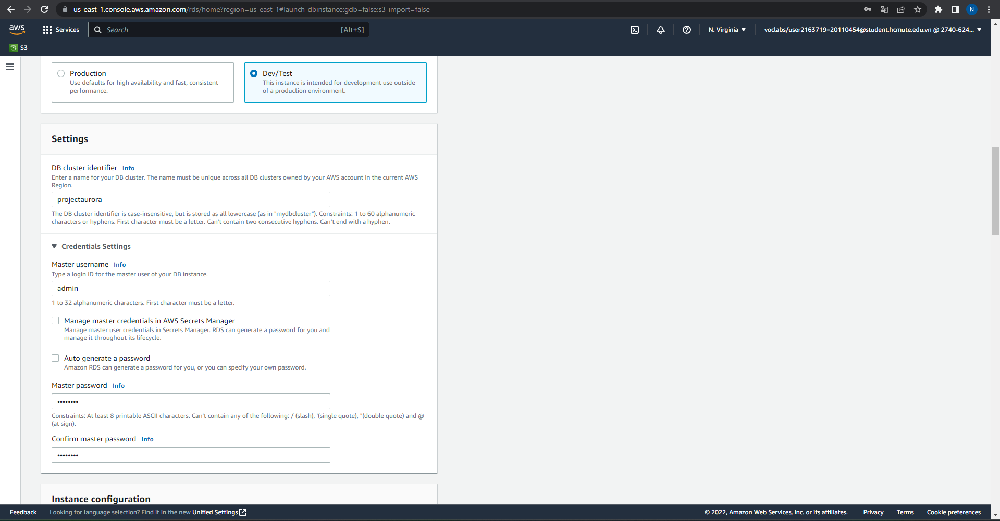 us-east-1.console.aws.amazon.com/rds/home?region=us-east-1#launch-dbinstance:gdb=false;s3-import=false
N
aws
Services
Search
[Alt+S]
N. Virginia
voclabs/user2163719=20110454@student.hcmute.edu.vn @ 2740-624...
S3
Production
Use defaults for high availability and fast, consistent
performance.
Dev/Test
This instance is intended for development use outside
of a production environment.
Settings
DB cluster identifier Info
Enter a name for your DB cluster. The name must be unique across all DB clusters owned by your AWS account in the current AWS
Region.
projectaurora
The DB cluster identifier is case-insensitive, but is stored as all lowercase (as in "mydbcluster"). Constraints: 1 to 60 alphanumeric
characters or hyphens. First character must be a letter. Can't contain two consecutive hyphens. Can't end with a hyphen.
Credentials Settings
Master username Info
Type a login ID for the master user of your DB instance.
admin
1 to 32 alphanumeric characters. First character must be a letter.
Manage master credentials in AWS Secrets Manager
Manage master user credentials in Secrets Manager. RDS can generate a password for you and
manage it throughout its lifecycle.
Auto generate a password
Amazon RDS can generate a password for you, or you can specify your own password.
Master password Info
••••••••
Constraints: At least 8 printable ASCII characters. Can't contain any of the following: / (slash), '(single quote), "(double quote) and @
(at sign).
Confirm master password Info
••••••••
Instance configuration
Feedback
Looking for language selection? Find it in the new Unified Settings
© 2022, Amazon Web Services, Inc. or its affiliates.
Privacy
Terms
Cookie preferences